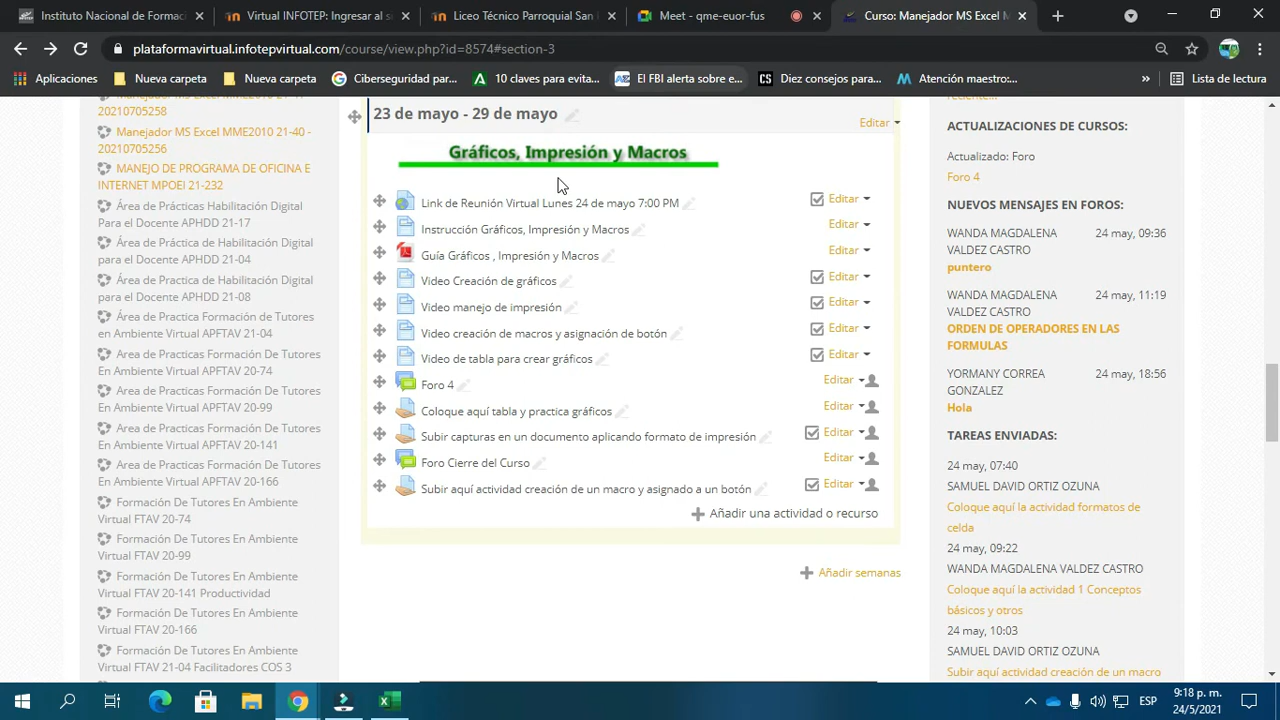 Instituto Nacional de Formaci
Virtual INFOTEP: Ingresar al s
Liceo Técnico Parroquial San
Meet - qme-euor-fus
Curso: Manejador MS Excel M
plataformavirtual.infotepvirtual.com/course/view.php?id=8574#section-3
Aplicaciones
Nueva carpeta
Nueva carpeta
Ciberseguridad par...
10 claves para evita...
El FBI alerta sobre e...
Diez consejos para...
Atención maestro:...
»
Lista de lectura
20210705258
Manejador MS Excel MME2010 21-40 -
20210705256
MANEJO DE PROGRAMA DE OFICINA E
INTERNET MPOEI 21-232
Área de Prácticas Habilitación Digital
Para el Docente APHDD 21-17
Área de Práctica de Habilitación Digital
para el Docente APHDD 21-04
Área de Práctica de Habilitación Digital
para el Docente APHDD 21-08
Área de Practica Formación de Tutores
en Ambiente Virtual APFTAV 21-04
Area de Practicas Formación De Tutores
En Ambiente Virtual APFTAV 20-74
Area de Practicas Formación De Tutores
En Ambiente Virtual APFTAV 20-99
Area de Practicas Formación De Tutores
En Ambiente Virtual APFTAV 20-141
Area de Practicas Formación De Tutores
En Ambiente Virtual APFTAV 20-166
Formación De Tutores En Ambiente
Virtual FTAV 20-74
Formación De Tutores En Ambiente
Virtual FTAV 20-99
Formación De Tutores En Ambiente
Virtual FTAV 20-141 Productividad
Formación De Tutores En Ambiente
Virtual FTAV 20-166
Formación De Tutores En Ambiente
Virtual FTAV 21-04 Facilitadores COS 3
23 de mayo - 29 de mayo
Editar
Gráficos, Impresión y Macros
Link de Reunión Virtual Lunes 24 de mayo 7:00 PM
Editar
Instrucción Gráficos, Impresión y Macros
Editar
Guía Gráficos , Impresión y Macros
Editar
Video Creación de gráficos
Editar
Video manejo de impresión
Editar
Video creación de macros y asignación de botón
Editar
Video de tabla para crear gráficos
Editar
Foro 4
Editar
Coloque aquí tabla y practica gráficos
Editar
Subir capturas en un documento aplicando formato de impresión
Editar
Foro Cierre del Curso
Editar
Subir aquí actividad creación de un macro y asignado a un botón
Editar
Añadir una actividad o recurso
Añadir semanas
reciente...
ACTUALIZACIONES DE CURSOS:
Actualizado: Foro
Foro 4
NUEVOS MENSAJES EN FOROS:
WANDA MAGDALENA
VALDEZ CASTRO
24 may, 09:36
puntero
WANDA MAGDALENA
VALDEZ CASTRO
24 may, 11:19
ORDEN DE OPERADORES EN LAS
FORMULAS
YORMANY CORREA
GONZALEZ
24 may, 18:56
Hola
TAREAS ENVIADAS:
24 may, 07:40
SAMUEL DAVID ORTIZ OZUNA
Coloque aquí la actividad formatos de
celda
24 may, 09:22
WANDA MAGDALENA VALDEZ CASTRO
Coloque aquí la actividad 1 Conceptos
básicos y otros
24 may, 10:03
SAMUEL DAVID ORTIZ OZUNA
Subir aquí actividad creación de un macro
ESP
9:18 p. m.
24/5/2021